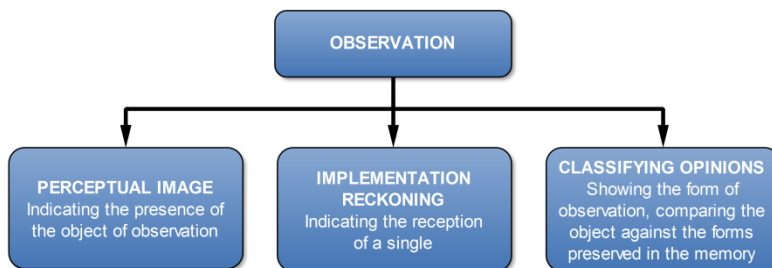 OBSERVATION
PERCEPTUAL IMAGE
Indicating the presence of
the object of observation
IMPLEMENTATION
RECKONING
Indicating the reception
of a single
CLASSIFYING OPINIONS
Showing the form of
observation, comparing the
object against the forms
preserved in the memory